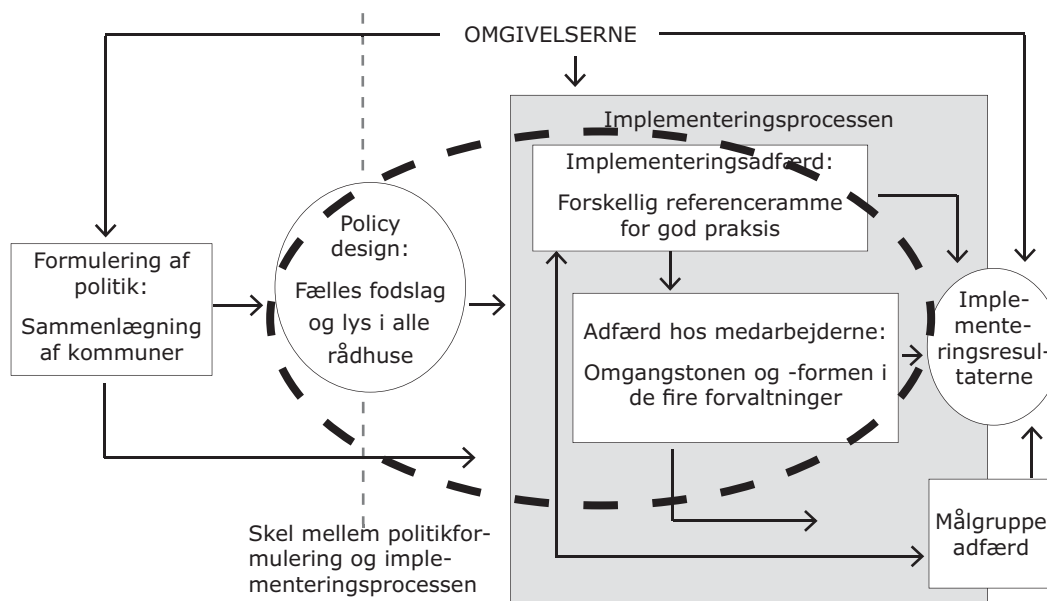 OMGIVELSERNE
Implementeringsprocessen
Implementeringsadfærd:
Forskellig referenceramme
for god praksis
Policy
design:
Fælles fodslag
og lys i alle
rådhuse
Formulering af
politik:
Sammenlægning
af kommuner
Adfærd hos medarbejderne:
Omgangstonen og -formen i
de fire forvaltninger
Imple-
mente-
ringsresul-
taterne
Målgruppe
adfærd
Skel mellem politikfor-
mulering og imple-
menteringsprocessen